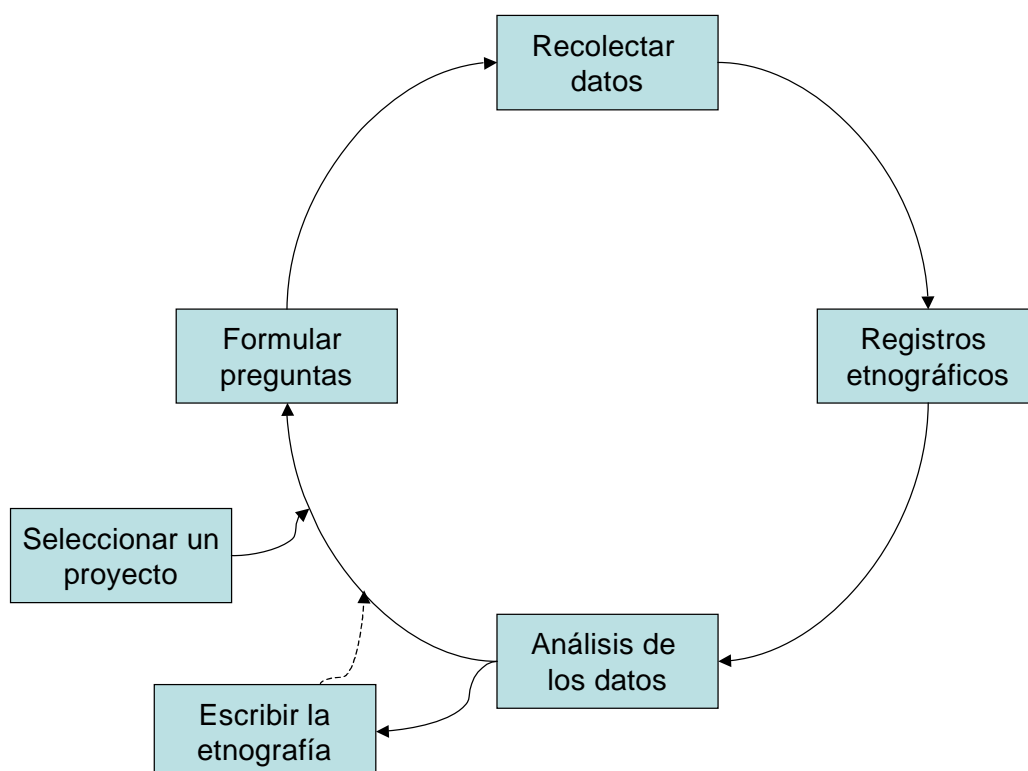 Recolectar
datos
Formular
preguntas
Registros
etnográficos
Seleccionar un
proyecto
Análisis de
los datos
Escribir la
etnografía